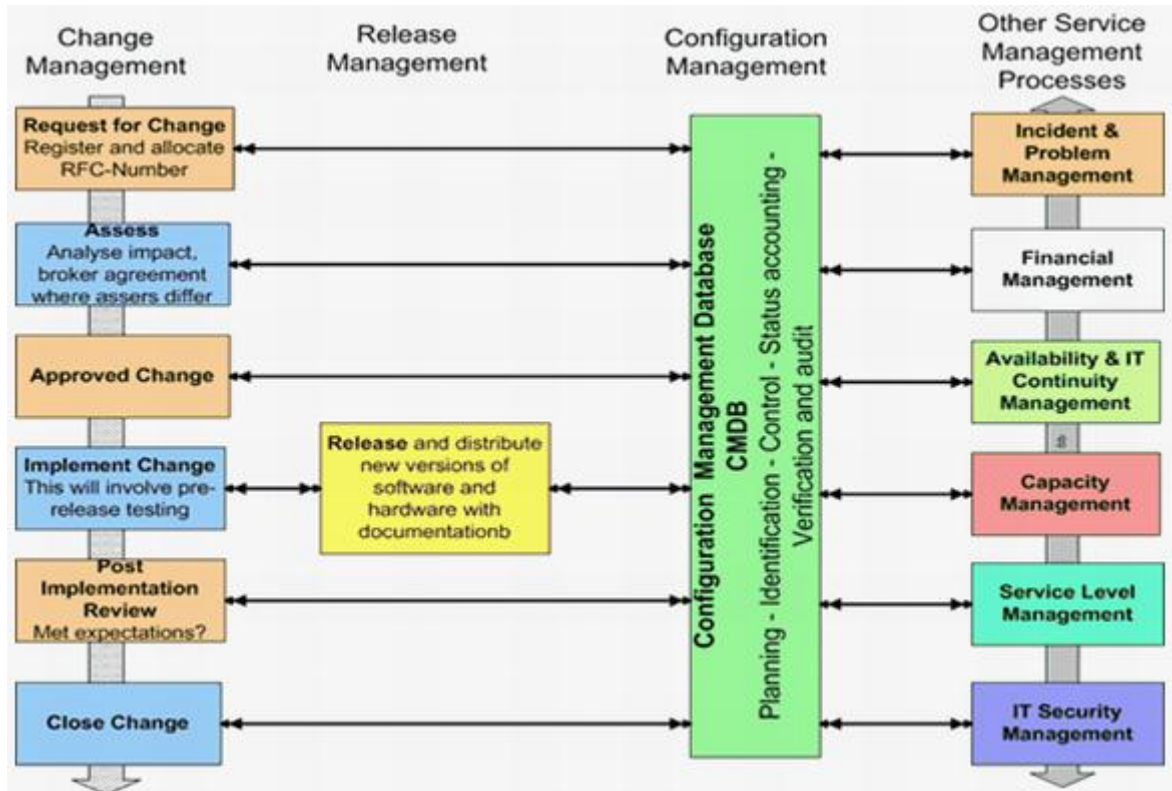 Change
Management
Release
Management
Configuration
Management
Other Service
Management
Processes
Request for Change
Register and allocate
RFC-Number
Assess
Analyse impact,
broker agreement
where assers differ
Approved Change
Implement Change
This will involve pre-
release testing
Post
Implementation
Review
Met expectations?
Close Change
Release and distribute
new versions of
software and
hardware with
documentationb
Configuration Management Database
CMDB
Planning - Identification - Control - Status accounting -
Verification and audit
Incident &
Problem
Management
Financial
Management
Availability & IT
Continuity
Management
Capacity
Management
Service Level
Management
IT Security
Management